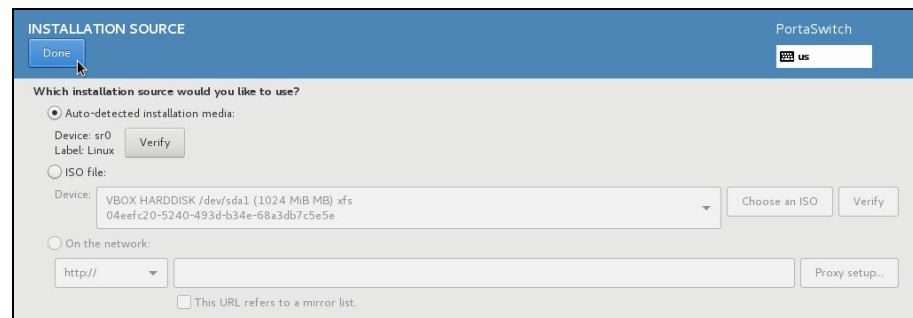 INSTALLATION SOURCE
PortaSwitch
Done
us
Which installation source would you like to use?
Auto-detected installation media:
Device: sr0
Label: Linux
Verify
ISO file:
Device:
VBOX HARDDISK /dev/sda1 (1024 MiB MB) xfs
04eefc20-5240-493d-b34e-68a3db7c5e5e
Choose an ISO
Verify
On the network:
http://
Proxy setup...
This URL refers to a mirror list.